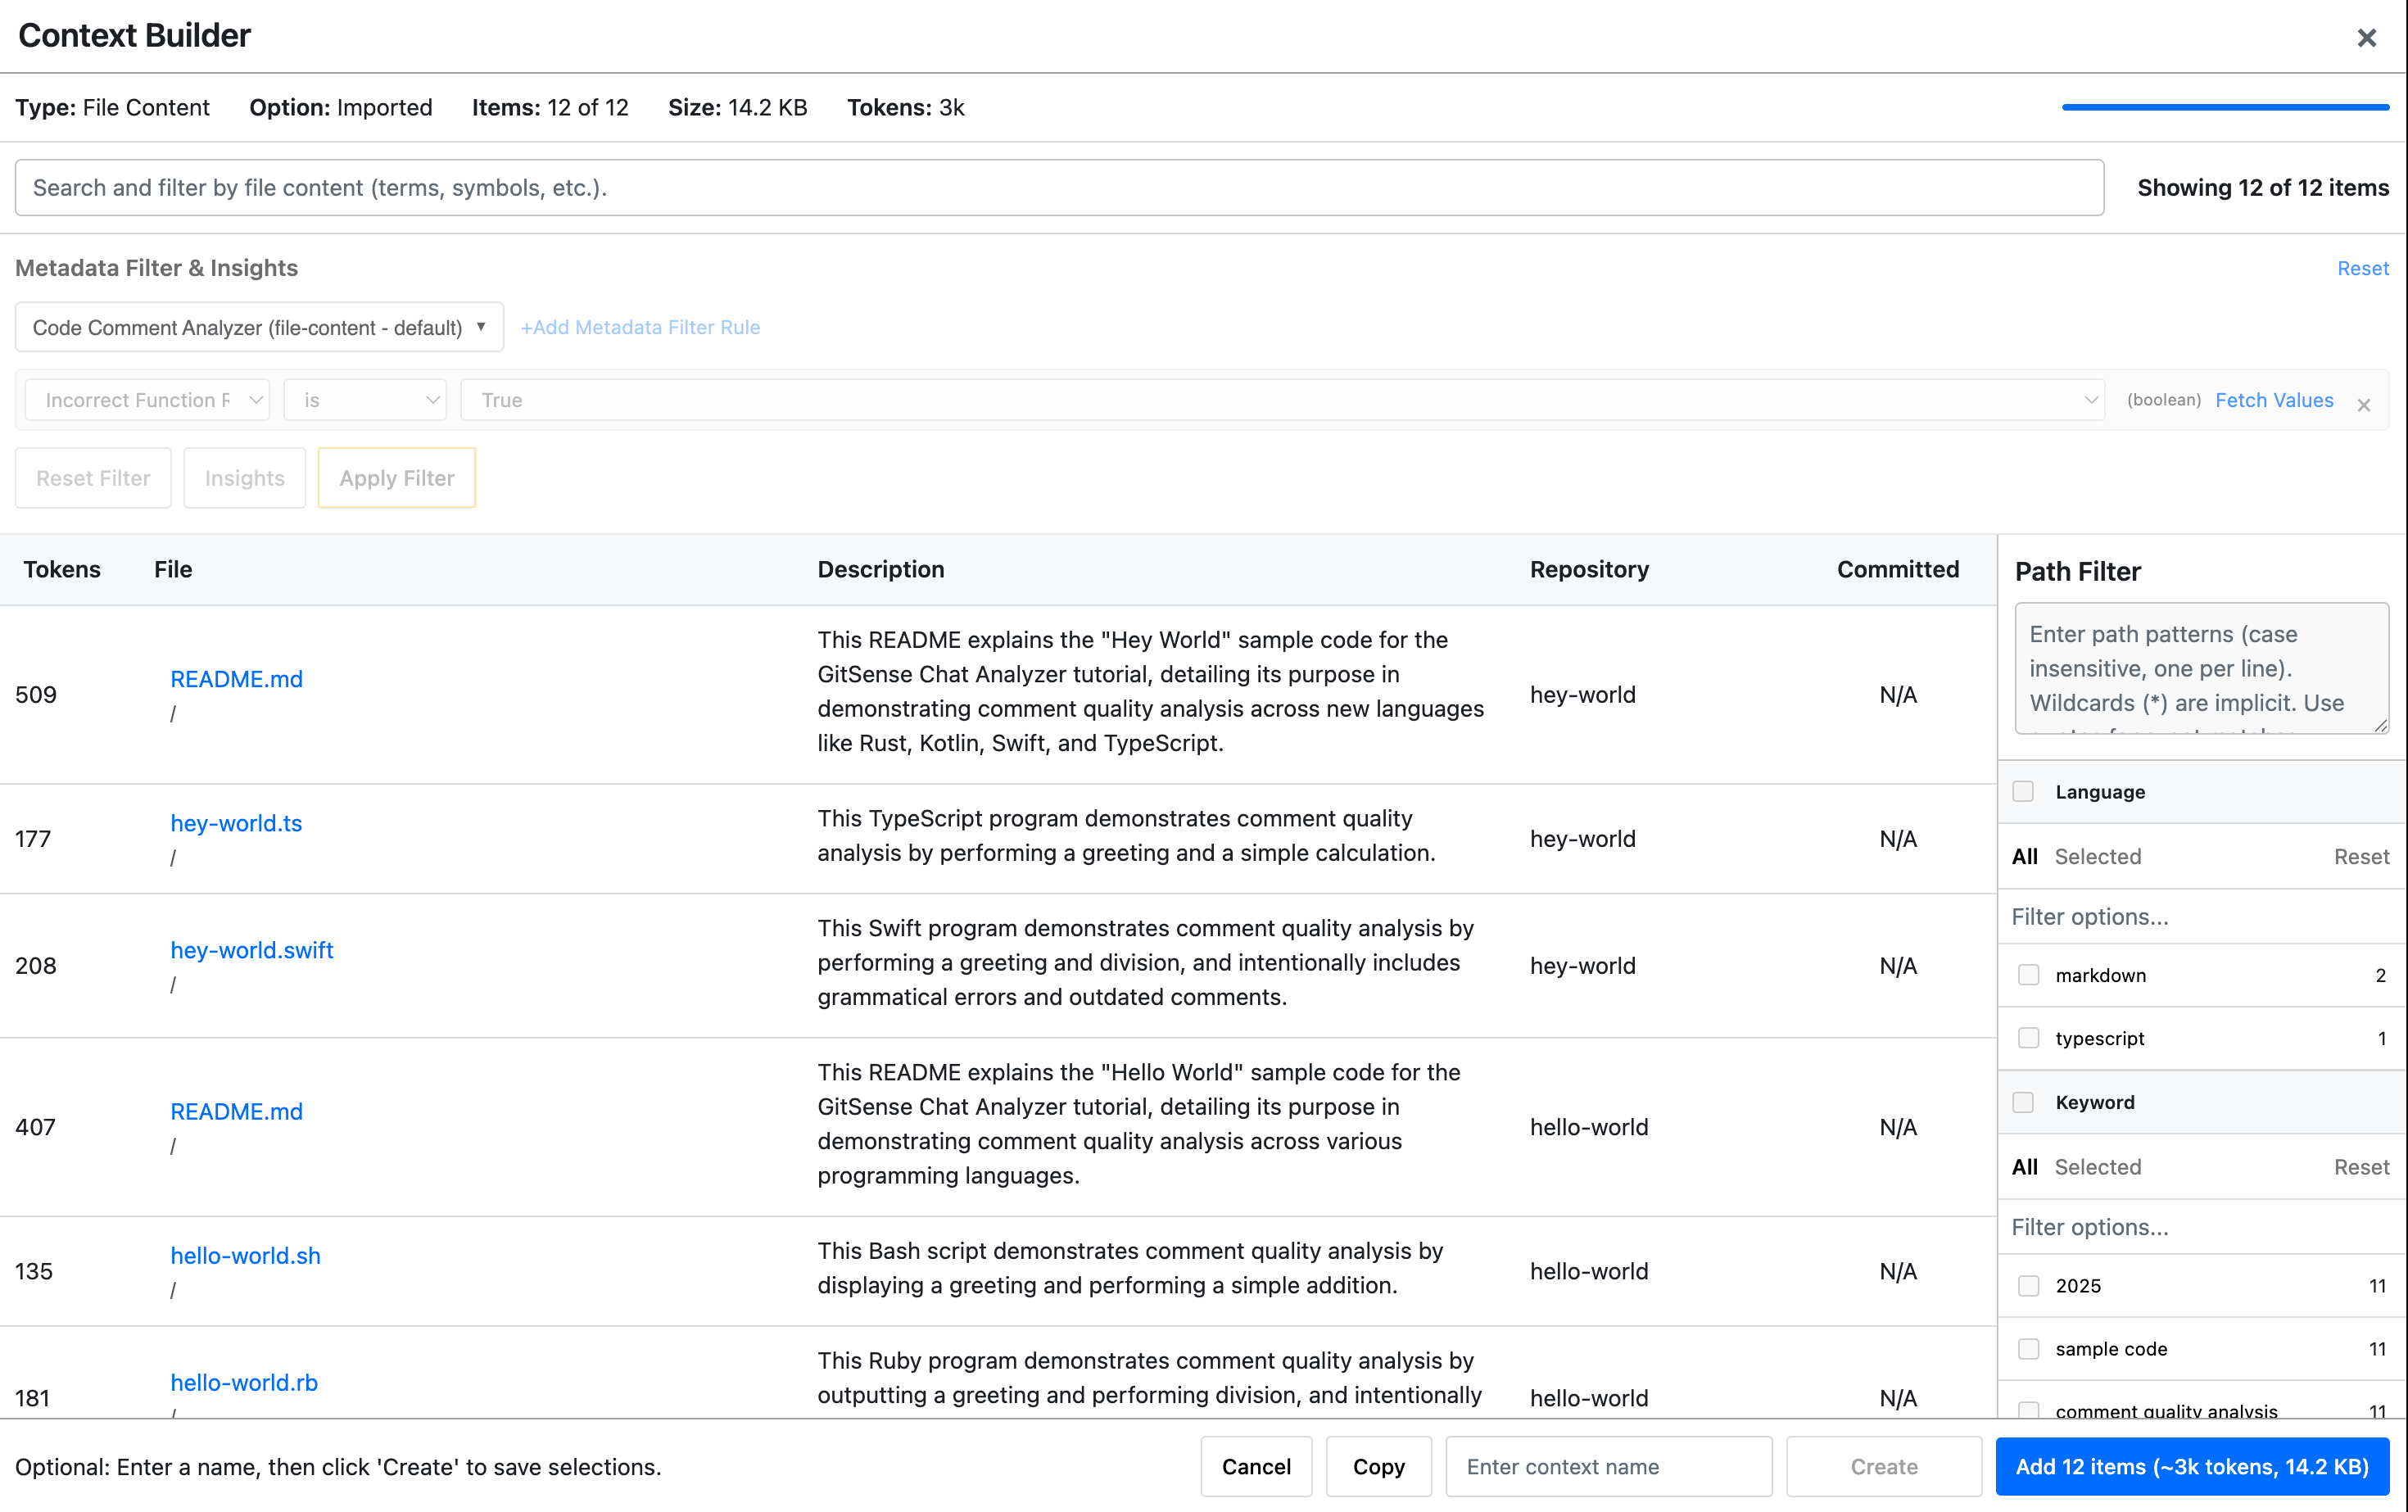 Context Builder
Type: File Content Option: Imported Items: 12 of 12 Size: 14.2 KB Tokens: 3k
Search and filter by file content (terms, symbols, etc.).
Showing 12 of 12 items
Metadata Filter & Insights
Reset
Code Comment Analyzer (file-content - default)
+Add Metadata Filter Rule
Incorrect Function
is
True
(boolean)
Fetch Values
Reset Filter
Insights
Apply Filter
Tokens File Description Repository Committed
509
README.md
/
This README explains the "Hey World" sample code for the
GitSense Chat Analyzer tutorial, detailing its purpose in
demonstrating comment quality analysis across new languages
like Rust, Kotlin, Swift, and TypeScript.
hey-world
N/A
177
hey-world.ts
/
This TypeScript program demonstrates comment quality
analysis by performing a greeting and a simple calculation.
hey-world
N/A
208
hey-world.swift
/
This Swift program demonstrates comment quality analysis by
performing a greeting and division, and intentionally includes
grammatical errors and outdated comments.
hey-world
N/A
407
README.md
/
This README explains the "Hello World" sample code for the
GitSense Chat Analyzer tutorial, detailing its purpose in
demonstrating comment quality analysis across various
programming languages.
hello-world
N/A
135
hello-world.sh
/
This Bash script demonstrates comment quality analysis by
displaying a greeting and performing a simple addition.
hello-world
N/A
181
hello-world.rb
/
This Ruby program demonstrates comment quality analysis by
outputting a greeting and performing division, and intentionally
hello-world
N/A
Path Filter
Enter path patterns (case
insensitive, one per line).
Wildcards (*) are implicit. Use
Language
All Selected Reset
Filter options...
markdown 2
typescript 1
Keyword
All Selected Reset
Filter options...
2025 11
sample code 11
comment quality analysis 11
Optional: Enter a name, then click 'Create' to save selections.
Cancel
Copy
Enter context name
Create
Add 12 items (~3k tokens, 14.2 KB)